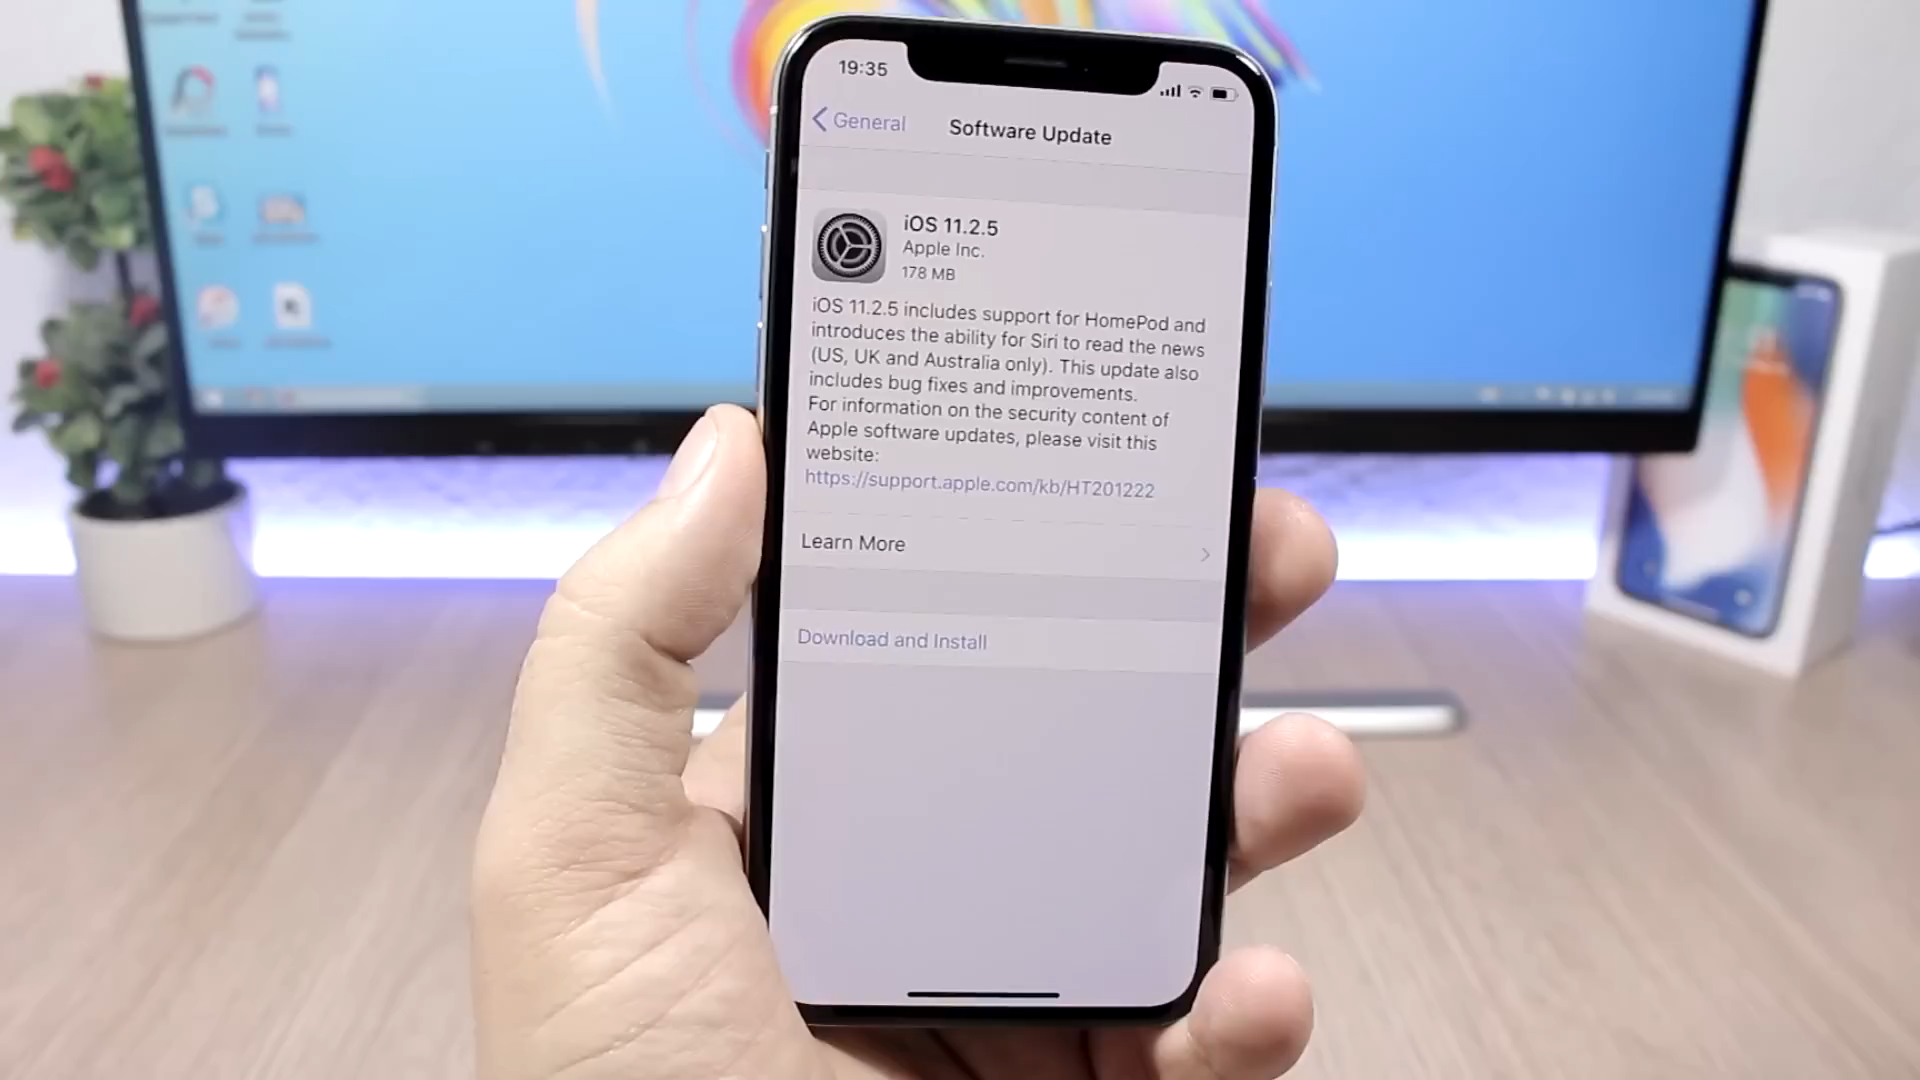 19:35
General
Software Update
iOS 11.2.5
Apple Inc.
178 MB
iOS 11.2.5 includes support for HomePod and
introduces the ability for Siri to read the news
(US, UK and Australia only). This update also
includes bug fixes and improvements.
For information on the security content of
Apple software updates, please visit this
website:
https://support.apple.com/kb/HT201222
Learn More
Download and Install